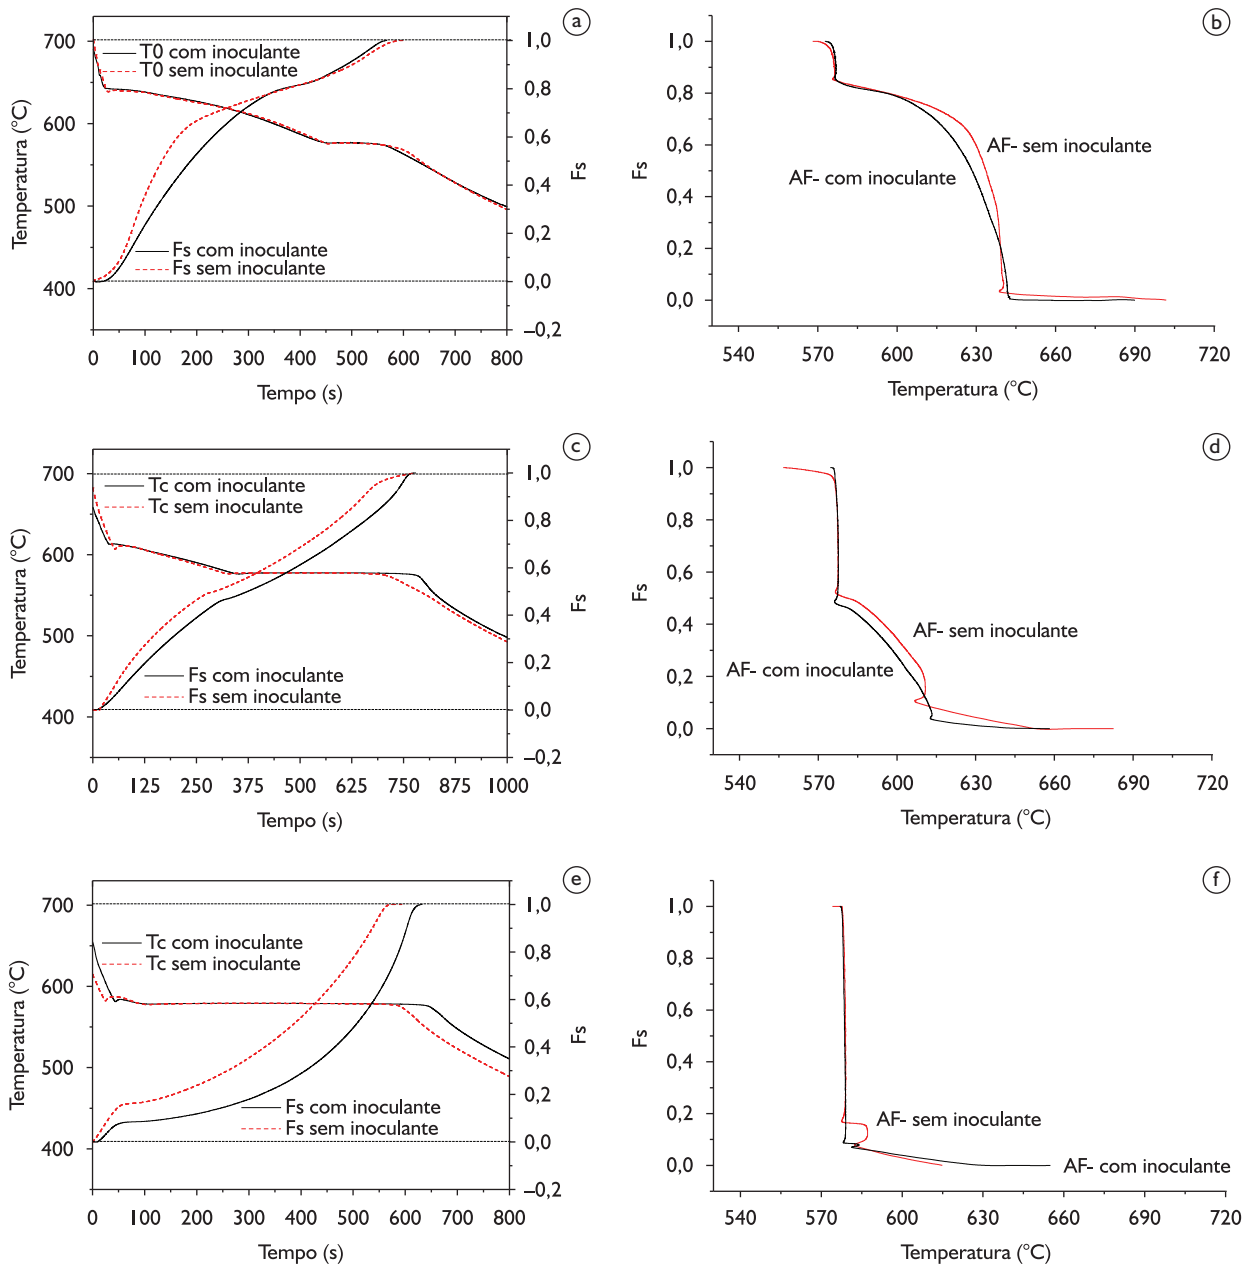 a
700
600
500
400
Temperatura (°C)
T0 com inoculante
T0 sem inoculante
Fs com inoculante
Fs sem inoculante
1,0
0,8
0,6
0,4
0,2
0,0
–0,2
Fs
0 100 200 300 400 500 600 700 800
Tempo (s)
b
1,0
0,8
0,6
0,4
0,2
0,0
Fs
AF- sem inoculante
AF- com inoculante
540 570 600 630 660 690 720
Temperatura (°C)
c
700
600
500
400
Temperatura (°C)
Tc com inoculante
Tc sem inoculante
Fs com inoculante
Fs sem inoculante
1,0
0,8
0,6
0,4
0,2
0,0
–0,2
Fs
0 125 250 375 500 625 750 875 1000
Tempo (s)
d
1,0
0,8
0,6
0,4
0,2
0,0
Fs
AF- sem inoculante
AF- com inoculante
540 570 600 630 660 690 720
Temperatura (°C)
e
700
600
500
400
Temperatura (°C)
Tc com inoculante
Tc sem inoculante
Fs com inoculante
Fs sem inoculante
1,0
0,8
0,6
0,4
0,2
0,0
–0,2
Fs
0 100 200 300 400 500 600 700 800
Tempo (s)
f
1,0
0,8
0,6
0,4
0,2
0,0
Fs
AF- sem inoculante
AF- com inoculante
540 570 600 630 660 690 720
Temperatura (°C)